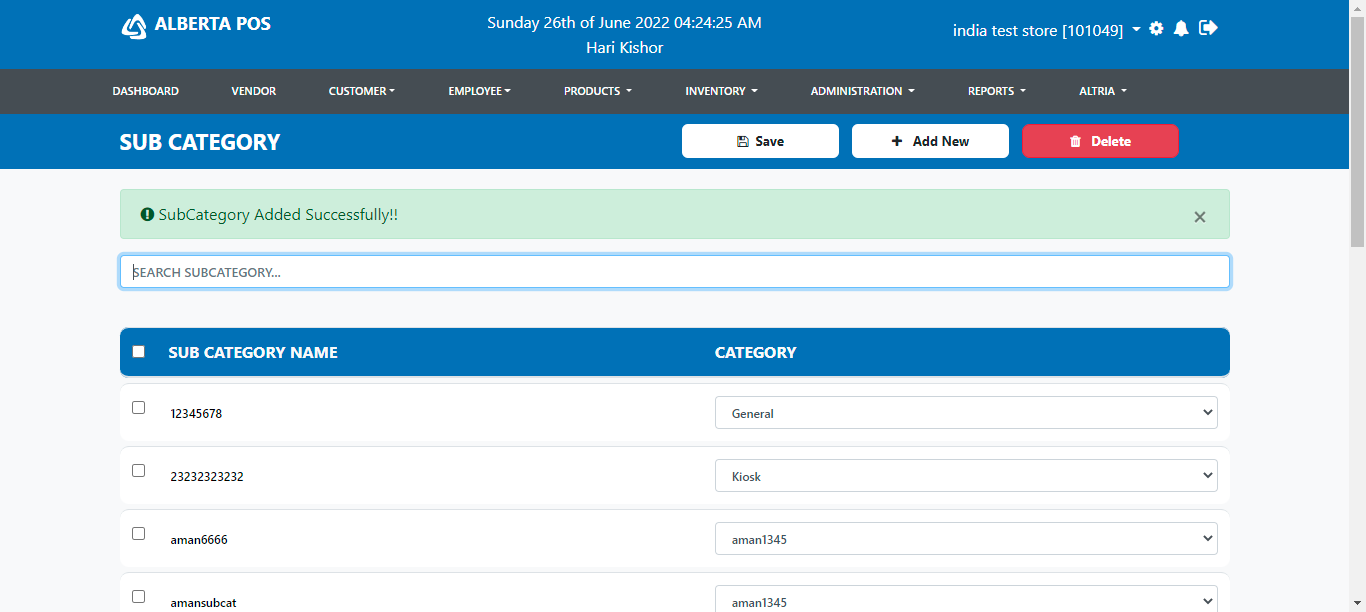 ALBERTA POS
Sunday 26th of June 2022 04:24:25 AM
Hari Kishor
india test store [101049]
DASHBOARD VENDOR CUSTOMER EMPLOYEE PRODUCTS INVENTORY ADMINISTRATION REPORTS ALTRIA
SUB CATEGORY Save Add New Delete
SubCategory Added Successfully!! ×
SEARCH SUBCATEGORY...
SUB CATEGORY NAME CATEGORY
12345678 General
23232323232 Kiosk
aman6666 aman1345
amansubcat aman1345